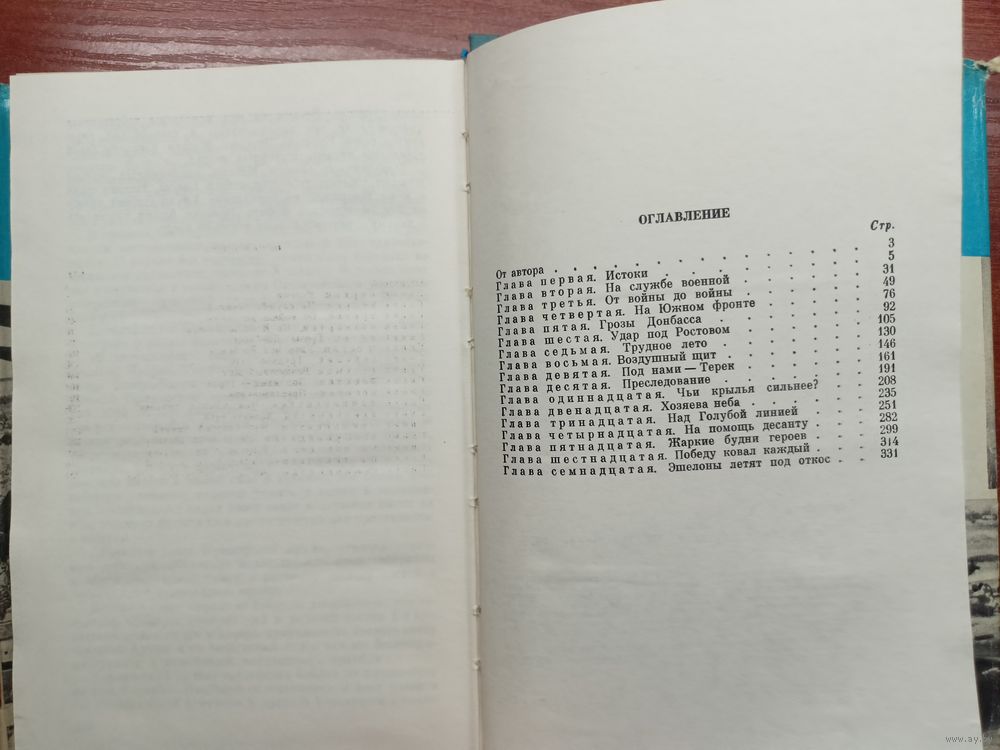 ОГЛАВЛЕНИЕ
Стр.
От автора . . . . . . . . . . . . . 3
Глава первая. Истоки . . . . . . . . . 5
Глава вторая. На службе военной . . . . . . 31
Глава третья. От войны до войны . . . . . . 49
Глава четвертая. На Южном фронте . . . . . 76
Глава пятая. Грозы Донбасса . . . . . . . 92
Глава шестая. Удар под Ростовом . . . . . . 105
Глава седьмая. Трудное лето . . . . . . . 130
Глава восьмая. Воздушный щит . . . . . . 146
Глава девятая. Под нами — Терек . . . . . . 161
Глава десятая. Преследование . . . . . . . 191
Глава одиннадцатая. Чьи крылья сильнее? . . . 208
Глава двенадцатая. Хозяева неба . . . . . . 235
Глава тринадцатая. Над Голубой линией . . . . 251
Глава четырнадцатая. На помощь десанту . . . 282
Глава пятнадцатая. Жаркие будни героев . . . 299
Глава шестнадцатая. Победу ковал каждый . . . 314
Глава семнадцатая. Эшелоны летят под откос . . 331